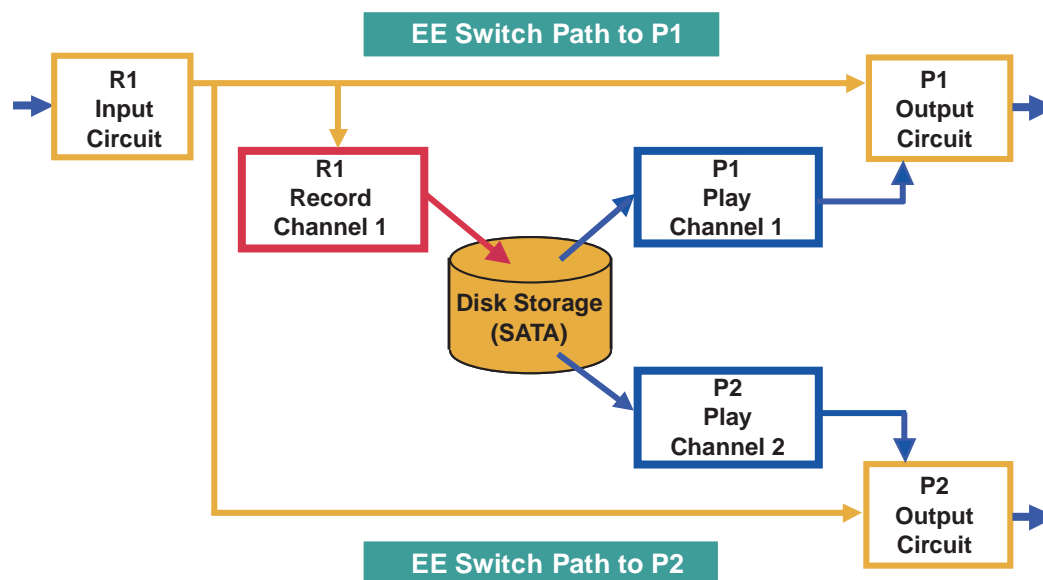 EE Switch Path to P1
R1
Input
Circuit
P1
Output
Circuit
R1
Record
Channel 1
P1
Play
Channel 1
Disk Storage
(SATA)
P2
Play
Channel 2
P2
Output
Circuit
EE Switch Path to P2